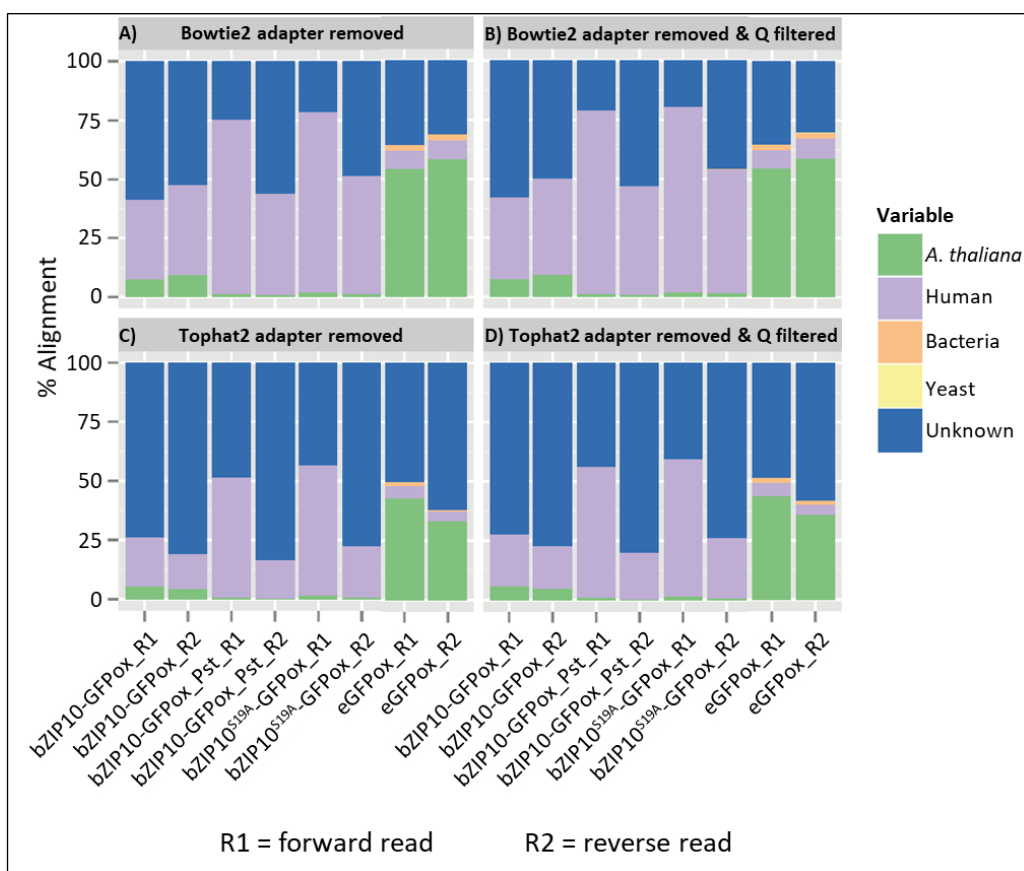 A) Bowtie2 adapter removed
B) Bowtie2 adapter removed & Q filtered
100
75
50
25
0
% Alignment
C) Tophat2 adapter removed
D) Tophat2 adapter removed & Q filtered
100
75
50
25
0
bZIP10-GFPox_R1
bZIP10-GFPox_R2
bZIP10-GFPox_Pst_R1
bZIP10-GFPox_Pst_R2
bZIP10S19A-GFPox_R1
bZIP10S19A-GFPox_R2
eGFPox_R1
eGFPox_R2
bZIP10-GFPox_R1
bZIP10-GFPox_R2
bZIP10-GFPox_Pst_R1
bZIP10-GFPox_Pst_R2
bZIP10S19A-GFPox_R1
bZIP10S19A-GFPox_R2
eGFPox_R1
eGFPox_R2
Variable
A. thaliana
Human
Bacteria
Yeast
Unknown
R1 = forward read
R2 = reverse read